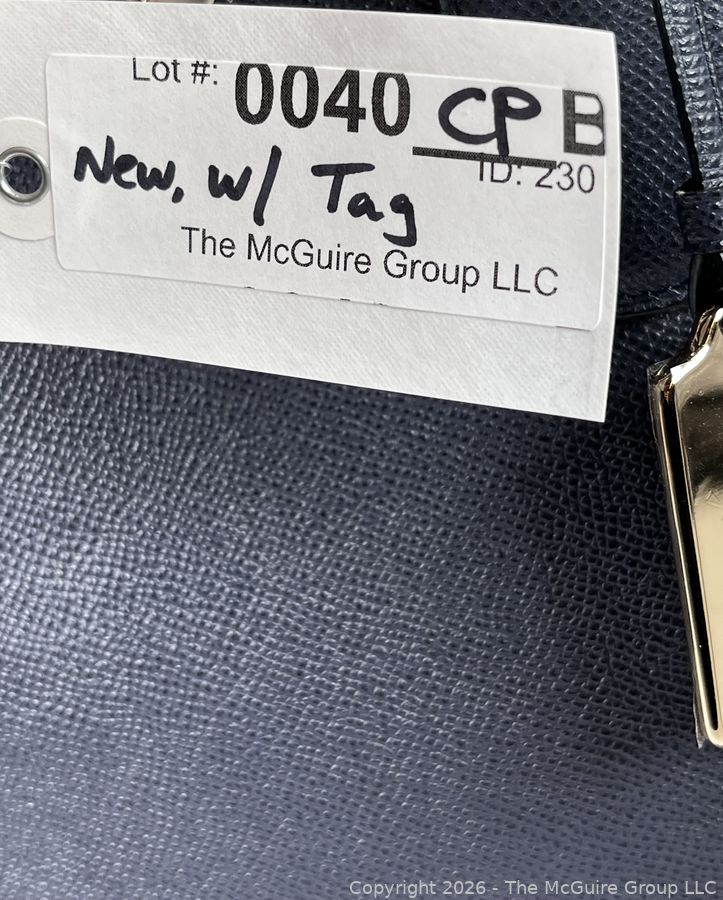 Lot #: 0040 CP B
ID: 230
New, w/ Tag
The McGuire Group LLC
Copyright 2026 - The McGuire Group LLC